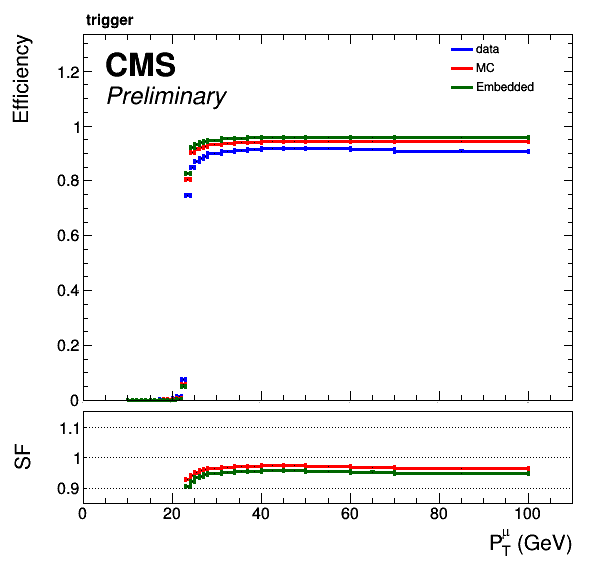 trigger
CMS
Preliminary
data
MC
Embedded
Efficiency
1.2
1
0.8
0.6
0.4
0.2
0
SF
1.1
1
0.9
0 20 40 60 80 100
P_T^μ (GeV)